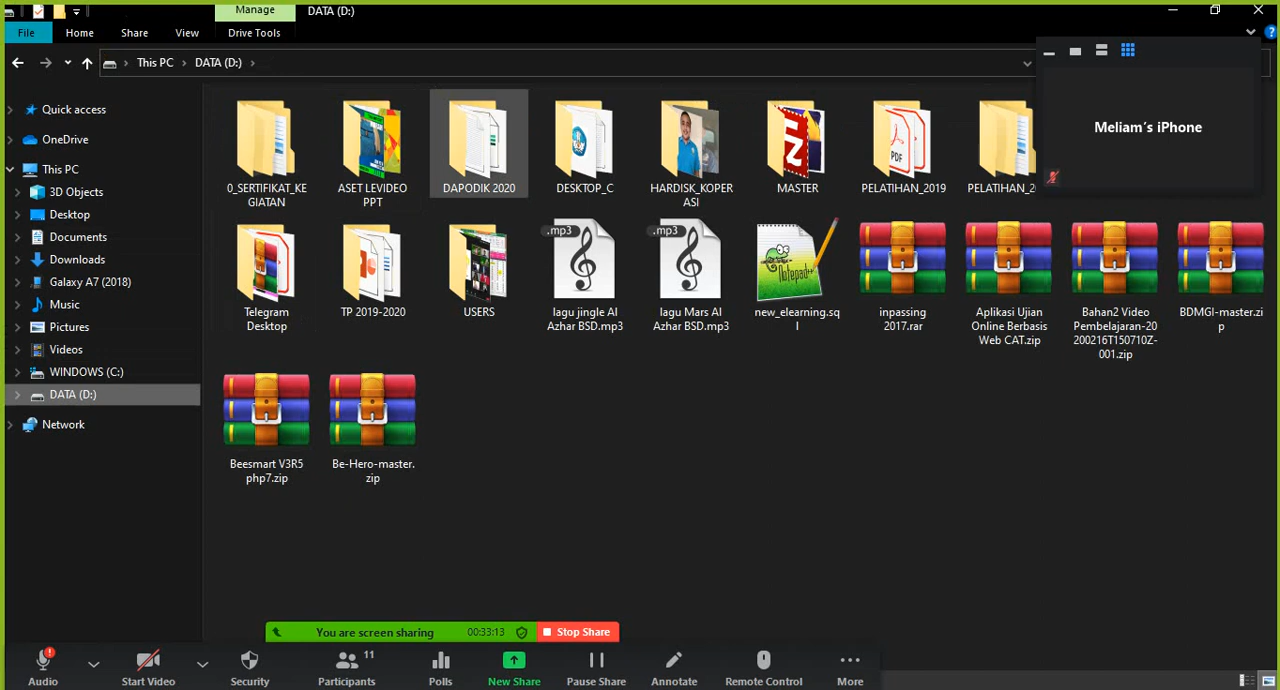 Manage
DATA (D:)
File
Home
Share
View
Drive Tools
This PC
DATA (D:)
Quick access
OneDrive
This PC
3D Objects
Desktop
Documents
Downloads
Galaxy A7 (2018)
Music
Pictures
Videos
WINDOWS (C:)
DATA (D:)
Network
Meliam's iPhone
0_SERTIFIKAT_KE
GIATAN
ASET LEVIDEO
PPT
DAPODIK 2020
DESKTOP_C
HARDISK_KOPER
ASI
MASTER
PDF
PELATIHAN_2019
Telegram
Desktop
TP 2019-2020
USERS
.mp3
lagu jingle Al
Azhar BSD.mp3
.mp3
lagu Mars Al
Azhar BSD.mp3
Notepad++
new_elearning.sq
l
inpassing
2017.rar
Aplikasi Ujian
Online Berbasis
Web CAT.zip
Bahan2 Video
Pembelajaran-20
200216T150710Z-
001.zip
BDMGI-master.zi
p
Beesmart V3R5
php7.zip
Be-Hero-master.
zip
You are screen sharing
00:33:13
Stop Share
Audio
Start Video
Security
11
Participants
Polls
New Share
Pause Share
Annotate
Remote Control
More